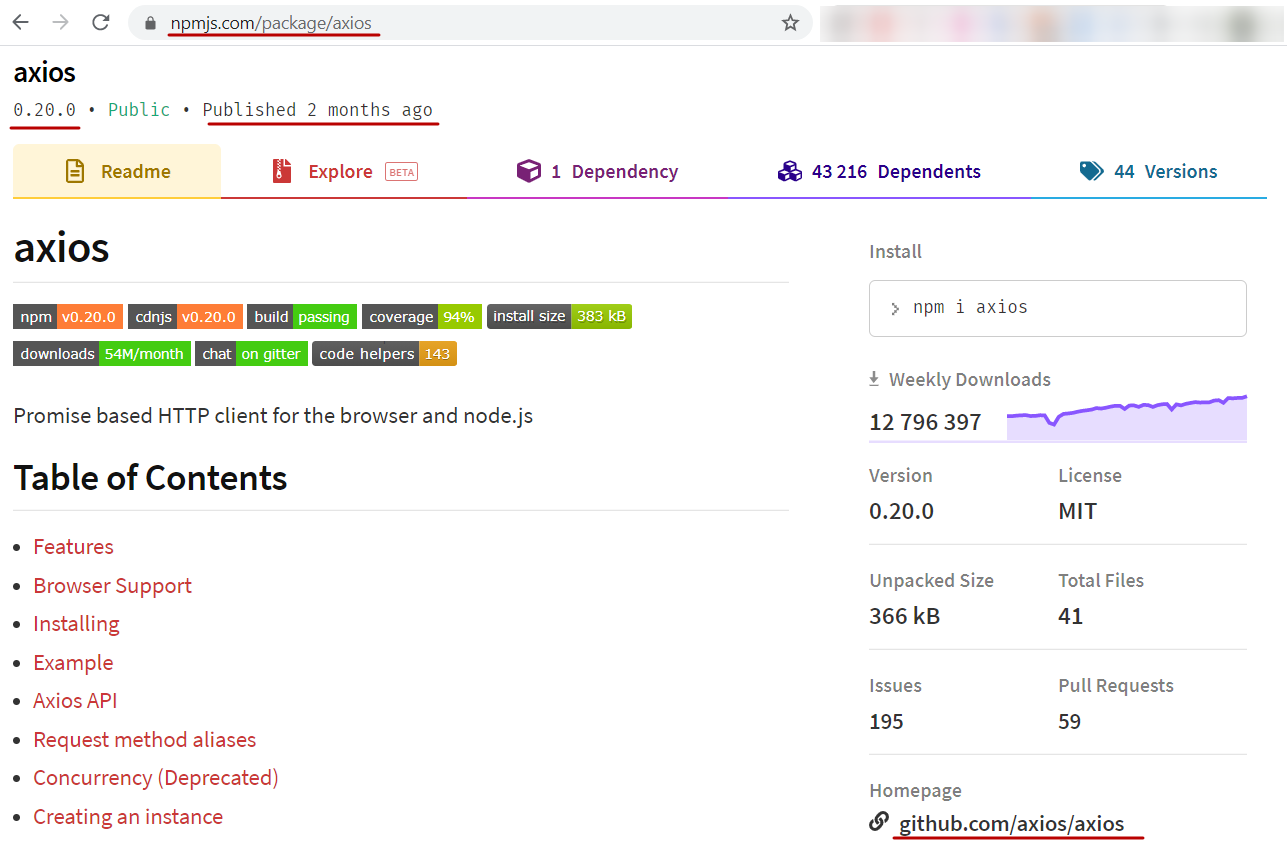 npmjs.com/package/axios
axios
0.20.0 • Public • Published 2 months ago
Readme
Explore BETA
1 Dependency
43 216 Dependents
44 Versions
axios
npm v0.20.0 cdnjs v0.20.0 build passing coverage 94% install size 383 kB
downloads 54M/month chat on gitter code helpers 143
Promise based HTTP client for the browser and node.js
Table of Contents
• Features
• Browser Support
• Installing
• Example
• Axios API
• Request method aliases
• Concurrency (Deprecated)
• Creating an instance
Install
> npm i axios
Weekly Downloads
12 796 397
Version
0.20.0
License
MIT
Unpacked Size
366 kB
Total Files
41
Issues
195
Pull Requests
59
Homepage
github.com/axios/axios